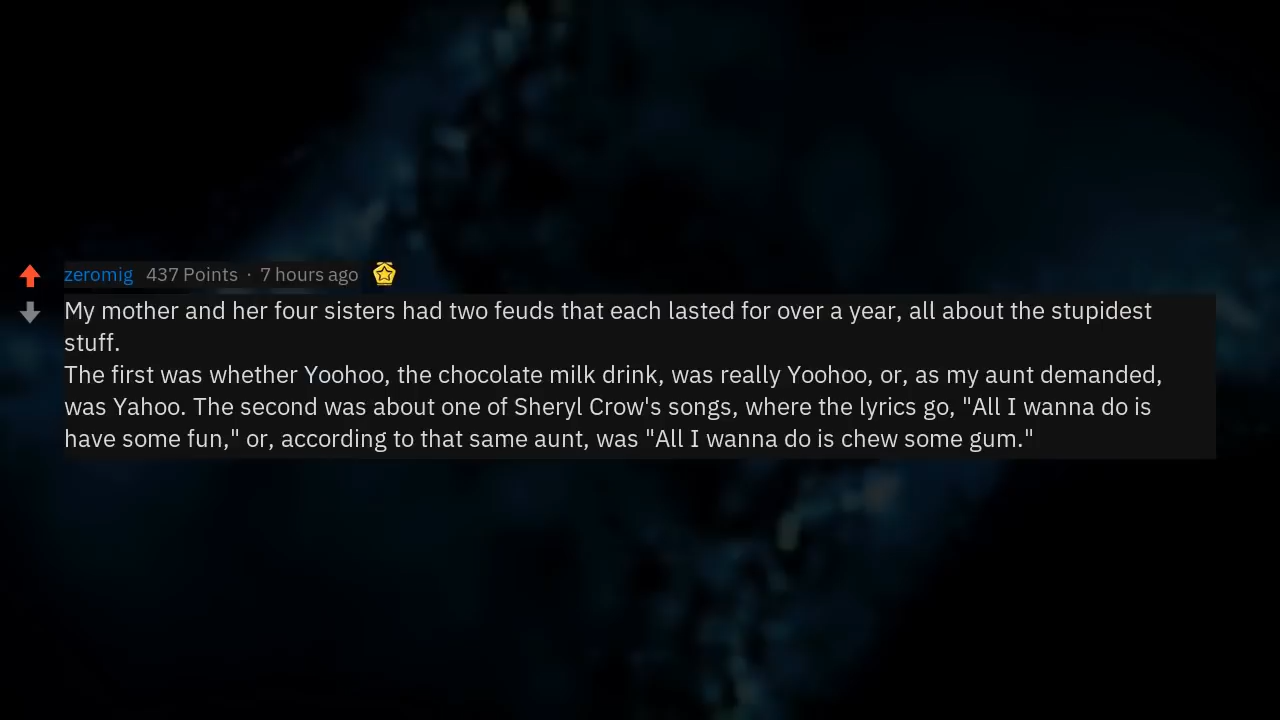 zeromig 437 Points · 7 hours ago
My mother and her four sisters had two feuds that each lasted for over a year, all about the stupidest
stuff.
The first was whether Yoohoo, the chocolate milk drink, was really Yoohoo, or, as my aunt demanded,
was Yahoo. The second was about one of Sheryl Crow's songs, where the lyrics go, "All I wanna do is
have some fun," or, according to that same aunt, was "All I wanna do is chew some gum."